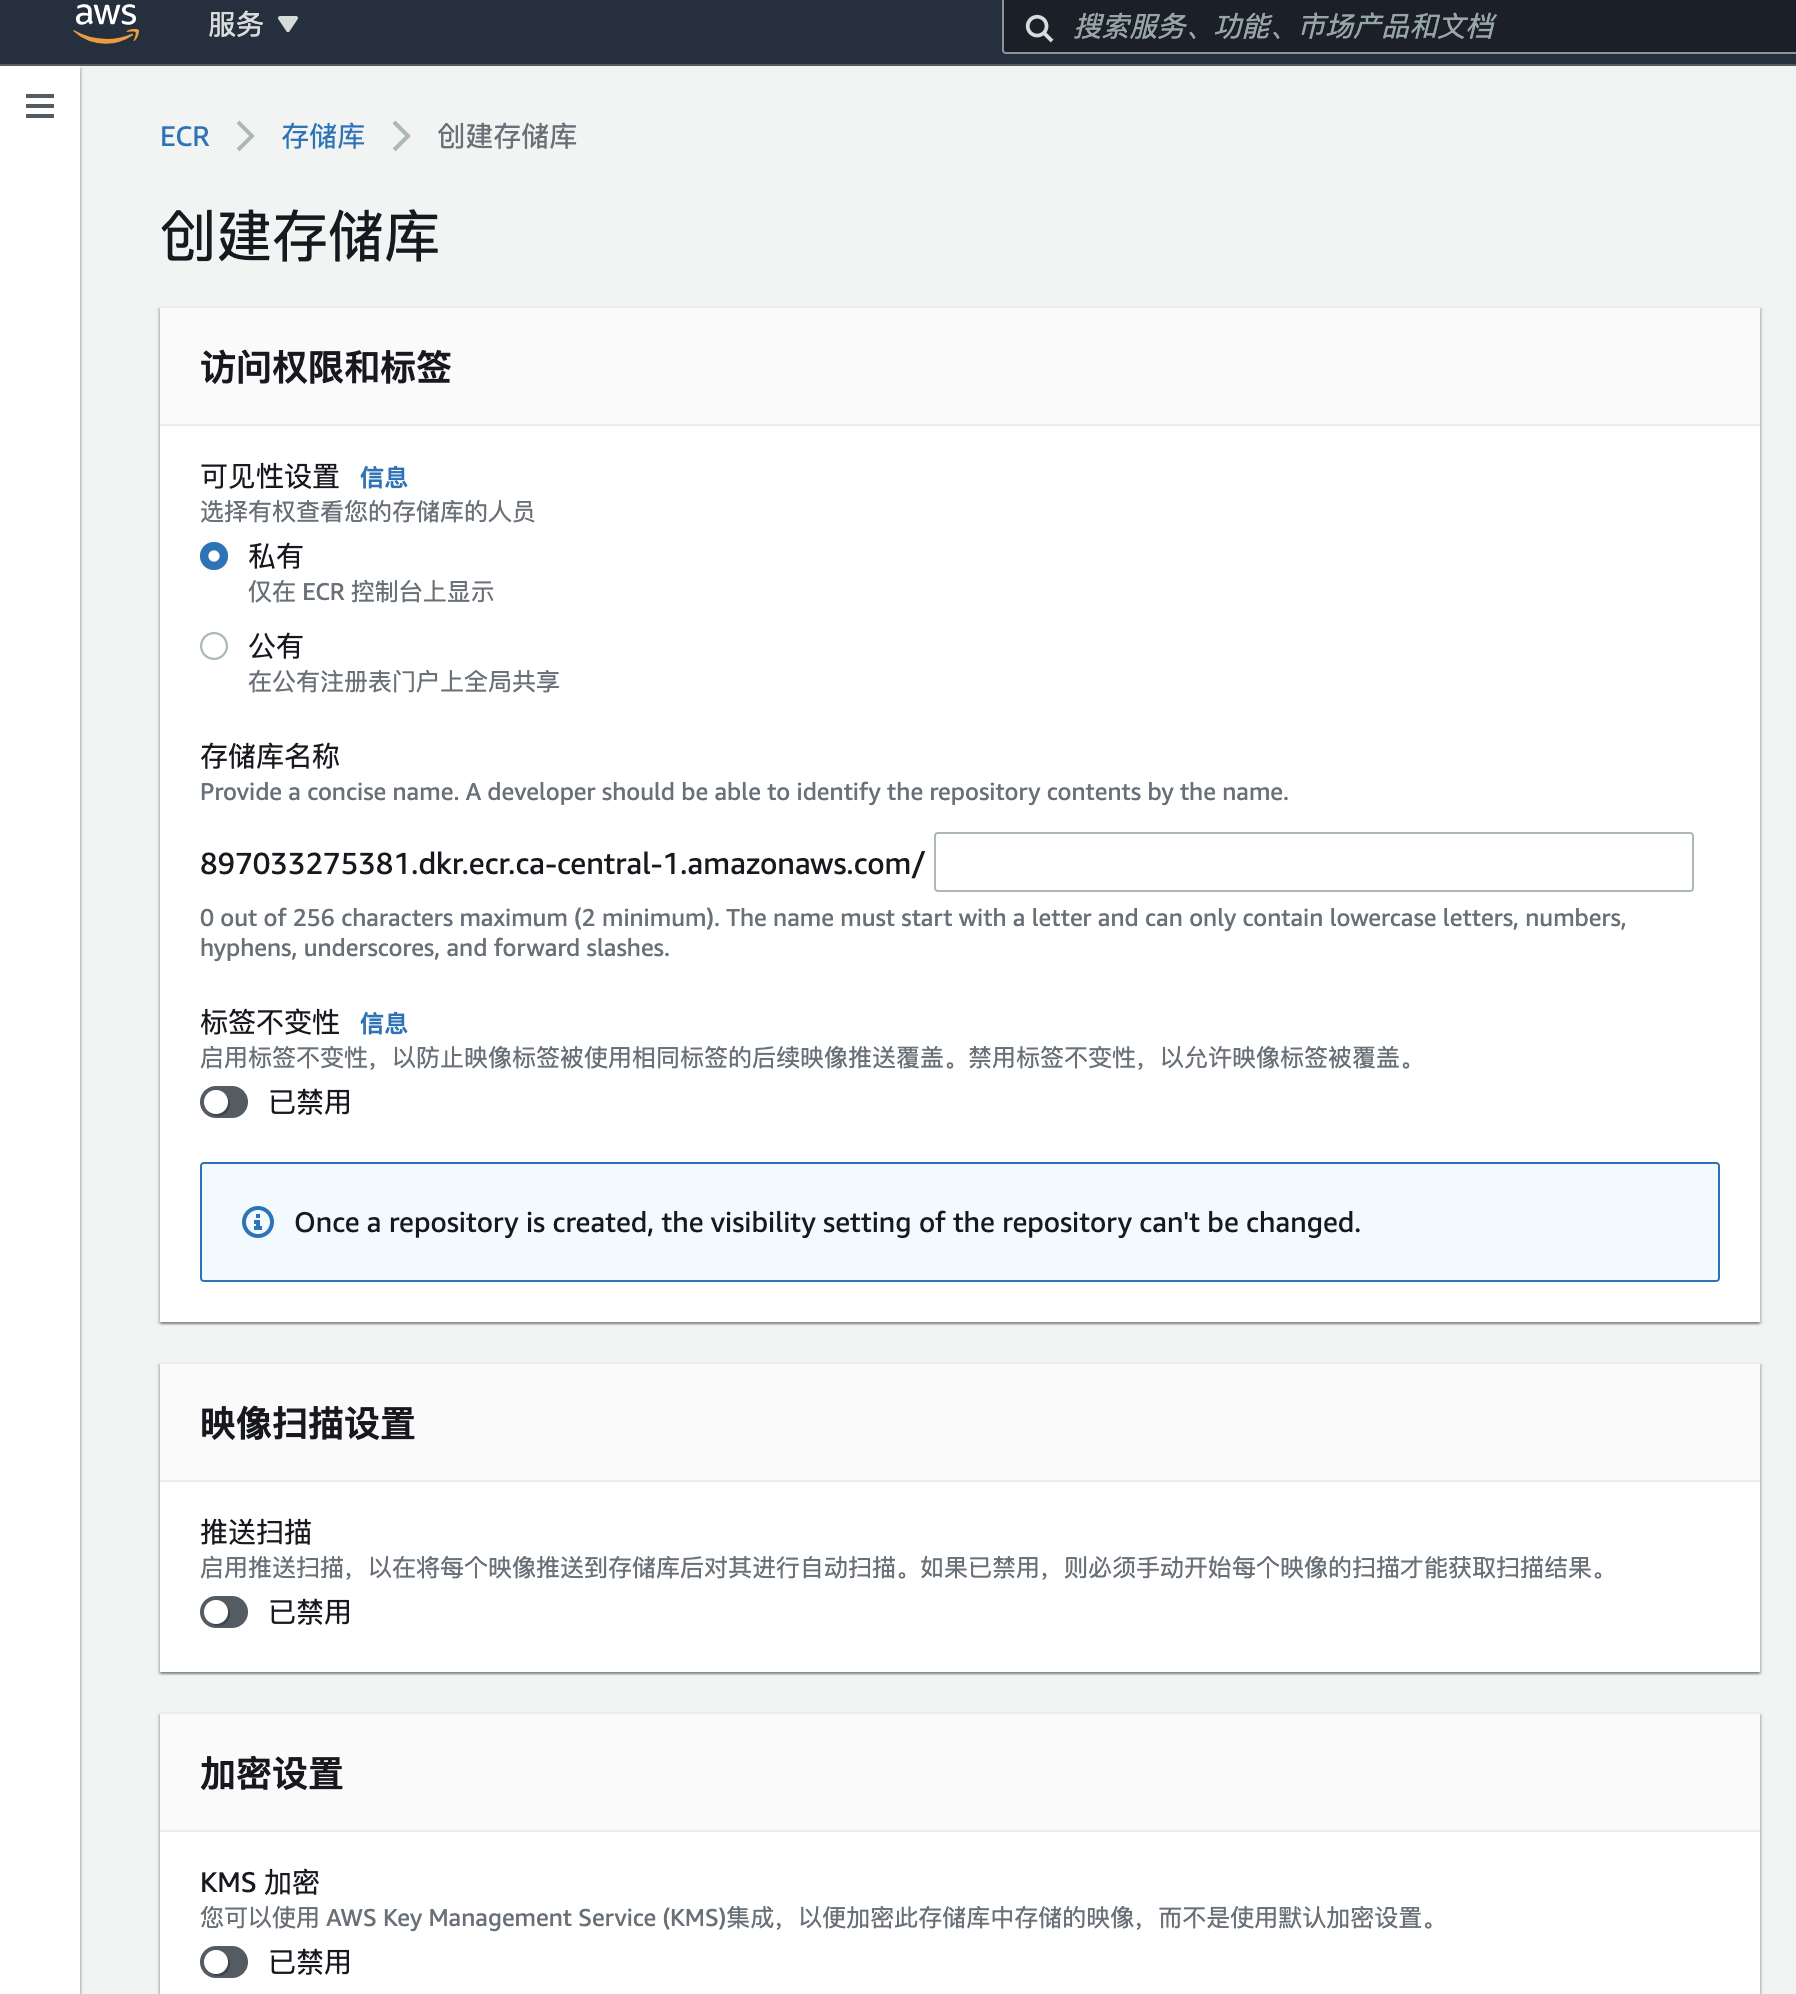 aws 服务 搜索服务、功能、市场产品和文档
ECR 存储库 创建存储库
创建存储库
访问权限和标签
可见性设置 信息
选择有权查看您的存储库的人员
私有
仅在 ECR 控制台上显示
公有
在公有注册表门户上全局共享
存储库名称
Provide a concise name. A developer should be able to identify the repository contents by the name.
897033275381.dkr.ecr.ca-central-1.amazonaws.com/
0 out of 256 characters maximum (2 minimum). The name must start with a letter and can only contain lowercase letters, numbers,
hyphens, underscores, and forward slashes.
标签不变性 信息
启用标签不变性，以防止映像标签被使用相同标签的后续映像推送覆盖。禁用标签不变性，以允许映像标签被覆盖。
已禁用
Once a repository is created, the visibility setting of the repository can't be changed.
映像扫描设置
推送扫描
启用推送扫描，以在将每个映像推送到存储库后对其进行自动扫描。如果已禁用，则必须手动开始每个映像的扫描才能获取扫描结果。
已禁用
加密设置
KMS 加密
您可以使用 AWS Key Management Service (KMS)集成，以便加密此存储库中存储的映像，而不是使用默认加密设置。
已禁用